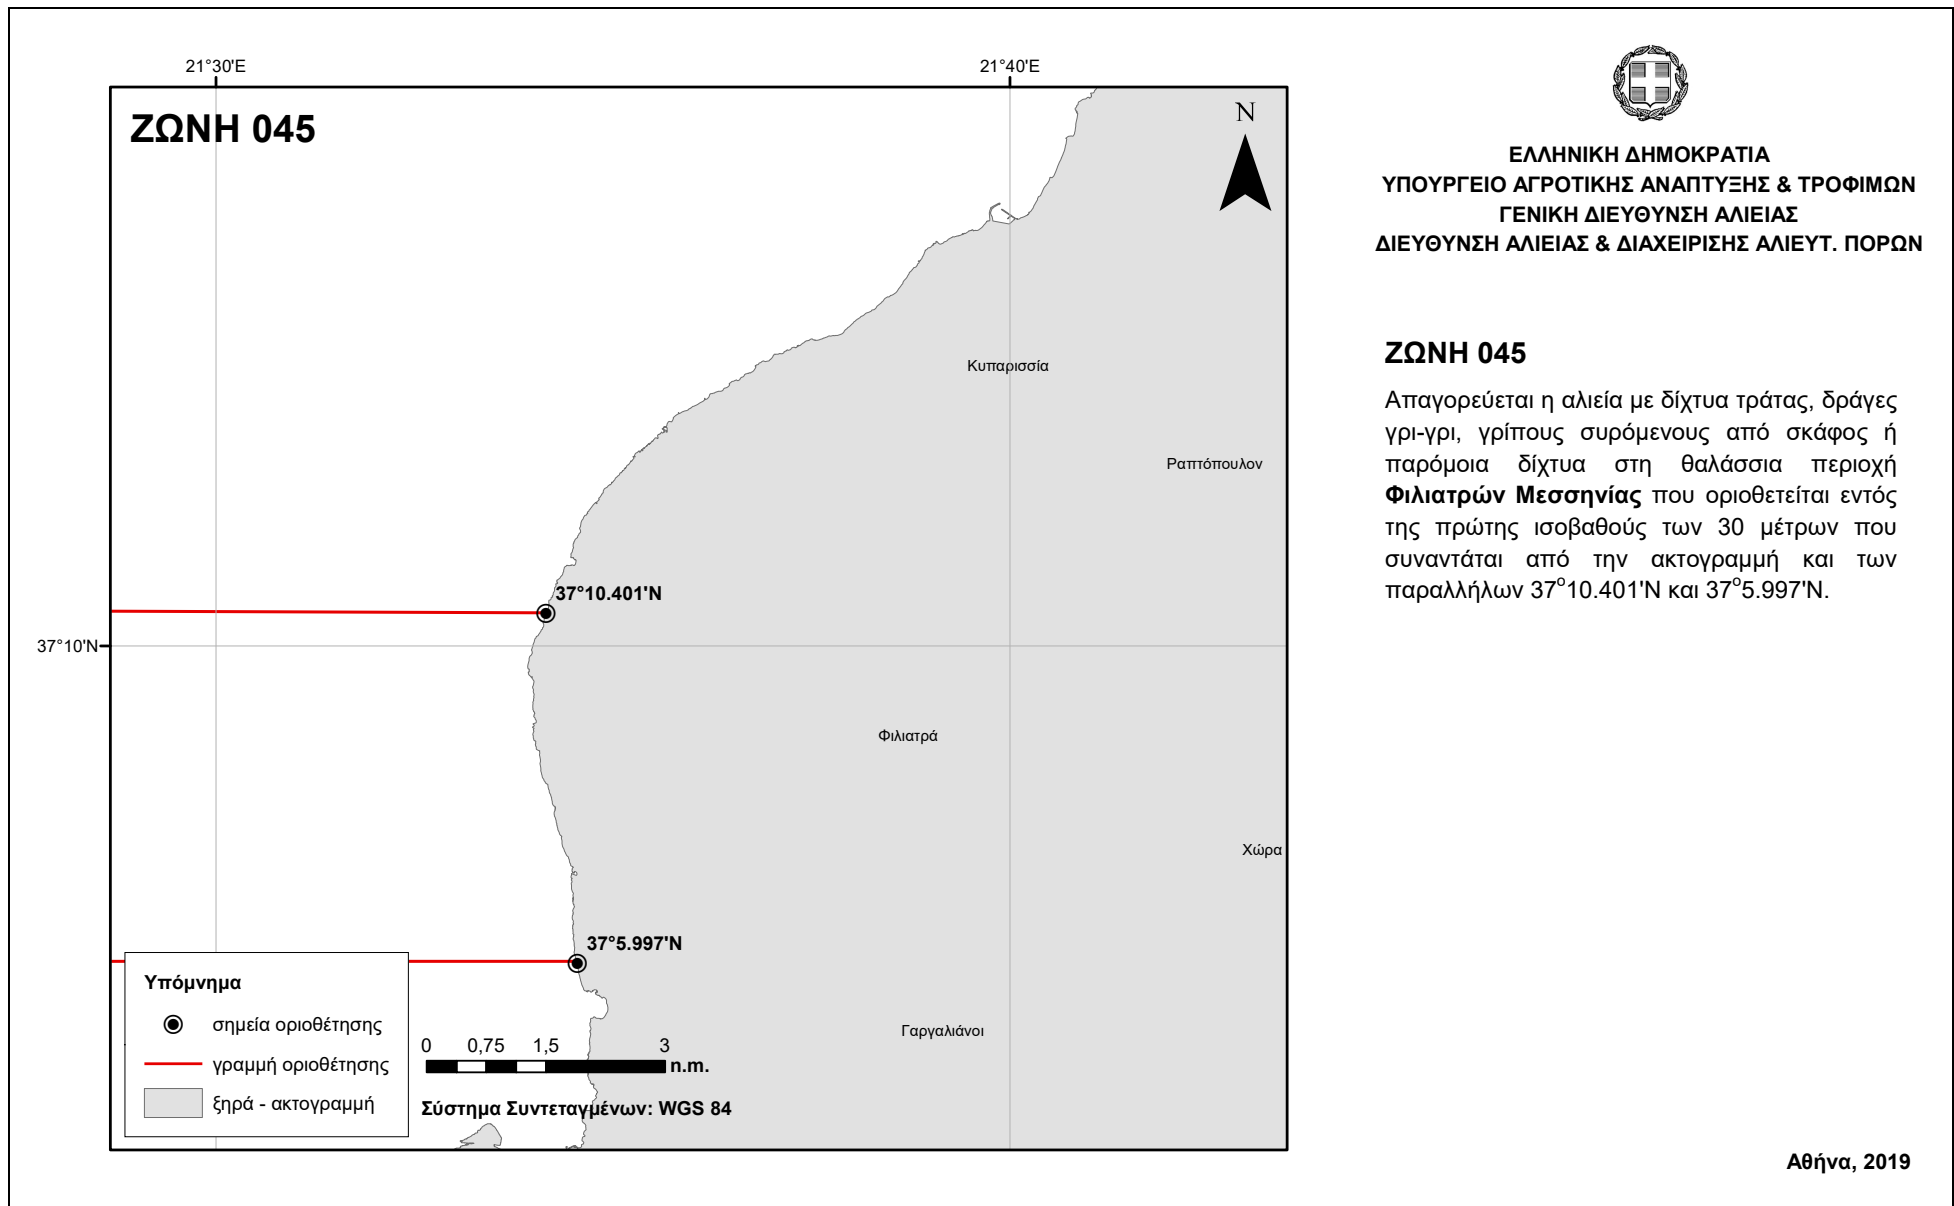 21°30'E
21°40'E
ΖΩΝΗ 045
N
Κυπαρισσία
Ραπτόπουλον
37°10.401'N
37°10'N
Φιλιατρά
Χώρα
37°5.997'N
Γαργαλιάνοι
Υπόμνημα
σημεία οριοθέτησης
γραμμή οριοθέτησης
ξηρά - ακτογραμμή
0 0,75 1,5 3
n.m.
Σύστημα Συντεταγμένων: WGS 84
ΕΛΛΗΝΙΚΗ ΔΗΜΟΚΡΑΤΙΑ
ΥΠΟΥΡΓΕΙΟ ΑΓΡΟΤΙΚΗΣ ΑΝΑΠΤΥΞΗΣ & ΤΡΟΦΙΜΩΝ
ΓΕΝΙΚΗ ΔΙΕΥΘΥΝΣΗ ΑΛΙΕΙΑΣ
ΔΙΕΥΘΥΝΣΗ ΑΛΙΕΙΑΣ & ΔΙΑΧΕΙΡΙΣΗΣ ΑΛΙΕΥΤ. ΠΟΡΩΝ
ΖΩΝΗ 045
Απαγορεύεται η αλιεία με δίχτυα τράτας, δράγες
γρι-γρι, γρίπους συρόμενους από σκάφος ή
παρόμοια δίχτυα στη θαλάσσια περιοχή
Φιλιατρών Μεσσηνίας που οριοθετείται εντός
της πρώτης ισοβαθούς των 30 μέτρων που
συναντάται από την ακτογραμμή και των
παραλλήλων 37°10.401'N και 37°5.997'N.
Αθήνα, 2019